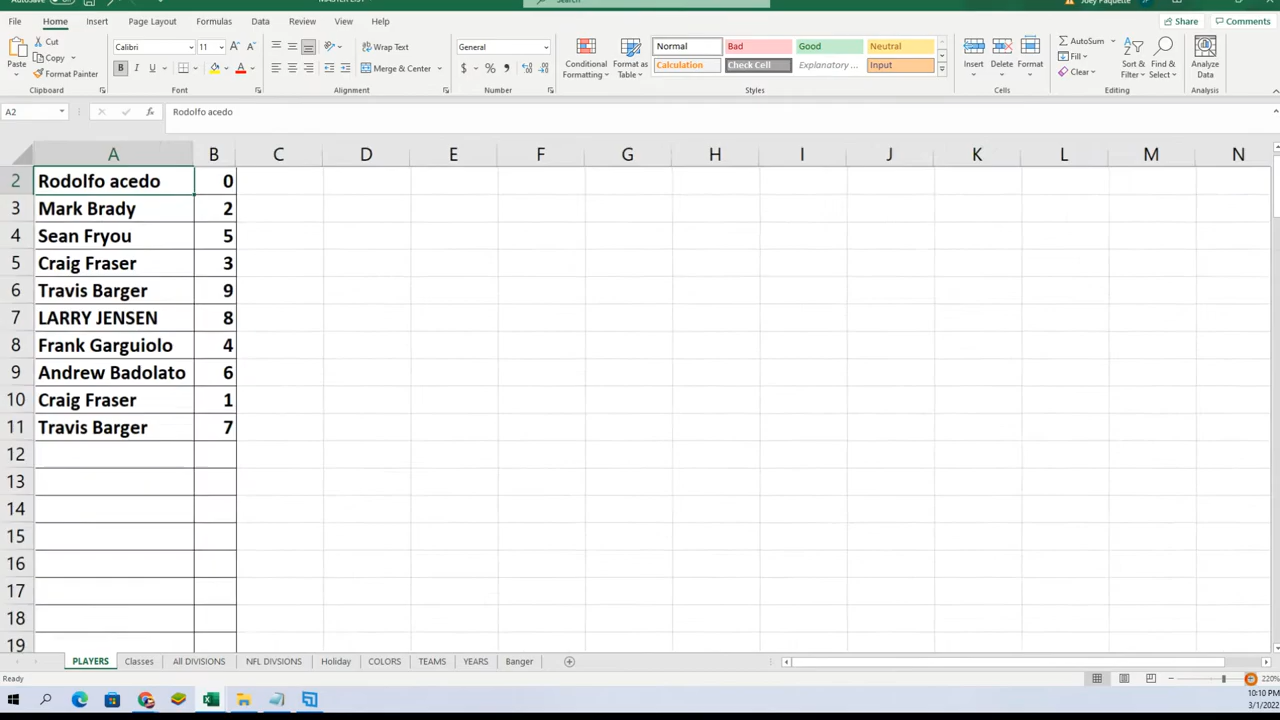 File Home Insert Page Layout Formulas Data Review View Help Share Comments
Cut
Copy
Format Painter
Paste
Clipboard
Calibri 11
B I U
Font
Wrap Text
Merge & Center
Alignment
General
$ % ,
Number
Conditional Formatting
Format as Table
Normal Bad Good Neutral
Calculation Check Cell Explanatory ... Input
Styles
Insert Delete Format
Cells
AutoSum
Clear
Sort & Filter
Find & Select
Editing
Analyze Data
Analysis
A2 fx Rodolfo acedo
A B C D E F G H I J K L M N
2 Rodolfo acedo 0
3 Mark Brady 2
4 Sean Fryou 5
5 Craig Fraser 3
6 Travis Barger 9
7 LARRY JENSEN 8
8 Frank Garguiolo 4
9 Andrew Badolato 6
10 Craig Fraser 1
11 Travis Barger 7
12
13
14
15
16
17
18
19
PLAYERS Classes All DIVISIONS NFL DIVSIONS Holiday COLORS TEAMS YEARS Banger
Ready 220%
10:10 PM
3/1/2022